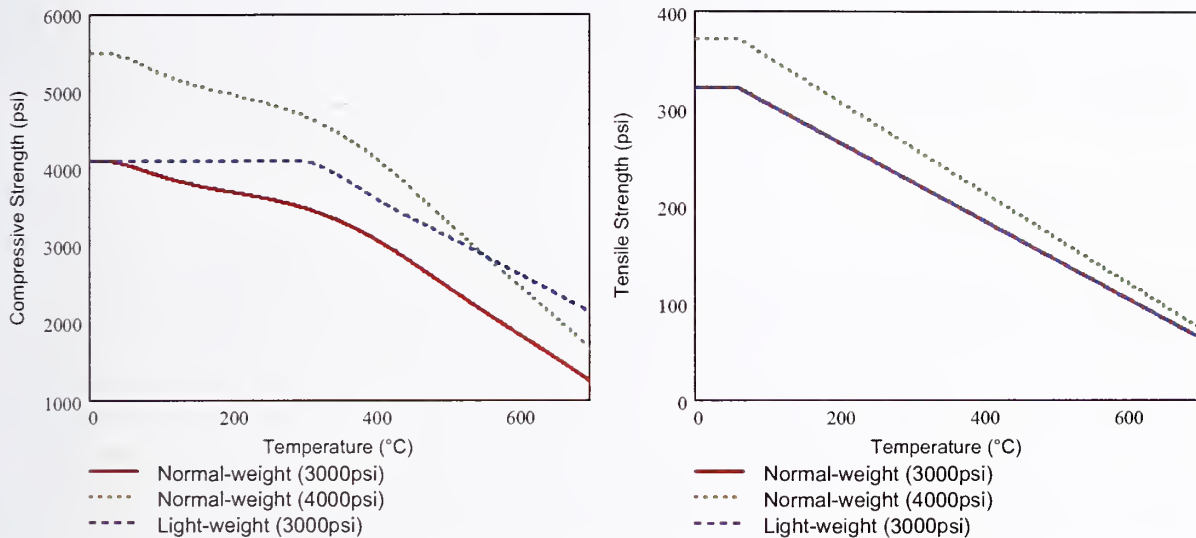 6000
5000
4000
3000
2000
1000
Compressive Strength (psi)
0
200
400
600
Temperature (°C)
Normal-weight (3000psi)
Normal-weight (4000psi)
Light-weight (3000psi)
400
300
200
100
0
Tensile Strength (psi)
0
200
400
600
Temperature (°C)
Normal-weight (3000psi)
Normal-weight (4000psi)
Light-weight (3000psi)